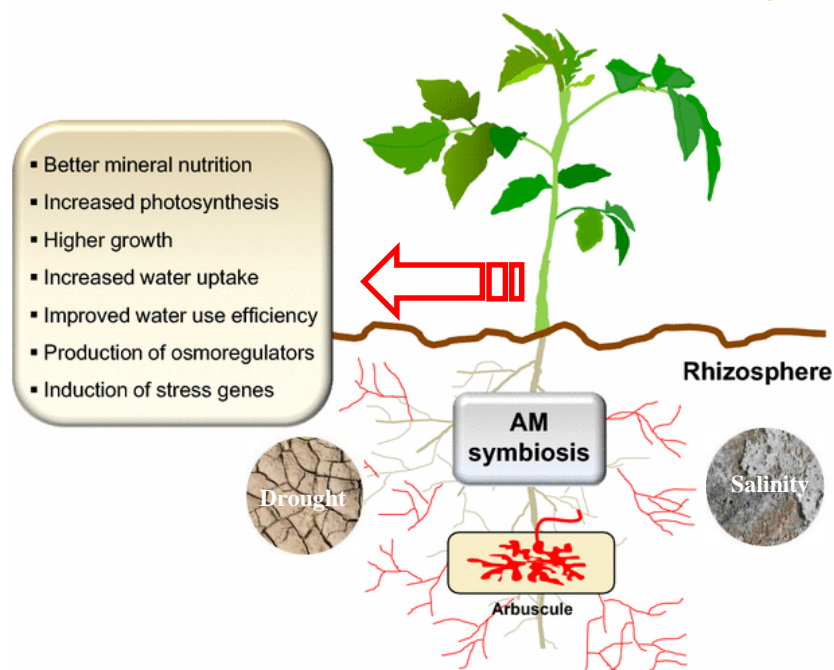 ▪ Better mineral nutrition
▪ Increased photosynthesis
▪ Higher growth
▪ Increased water uptake
▪ Improved water use efficiency
▪ Production of osmoregulators
▪ Induction of stress genes
Rhizosphere
AM
symbiosis
Drought
Salinity
Arbuscule